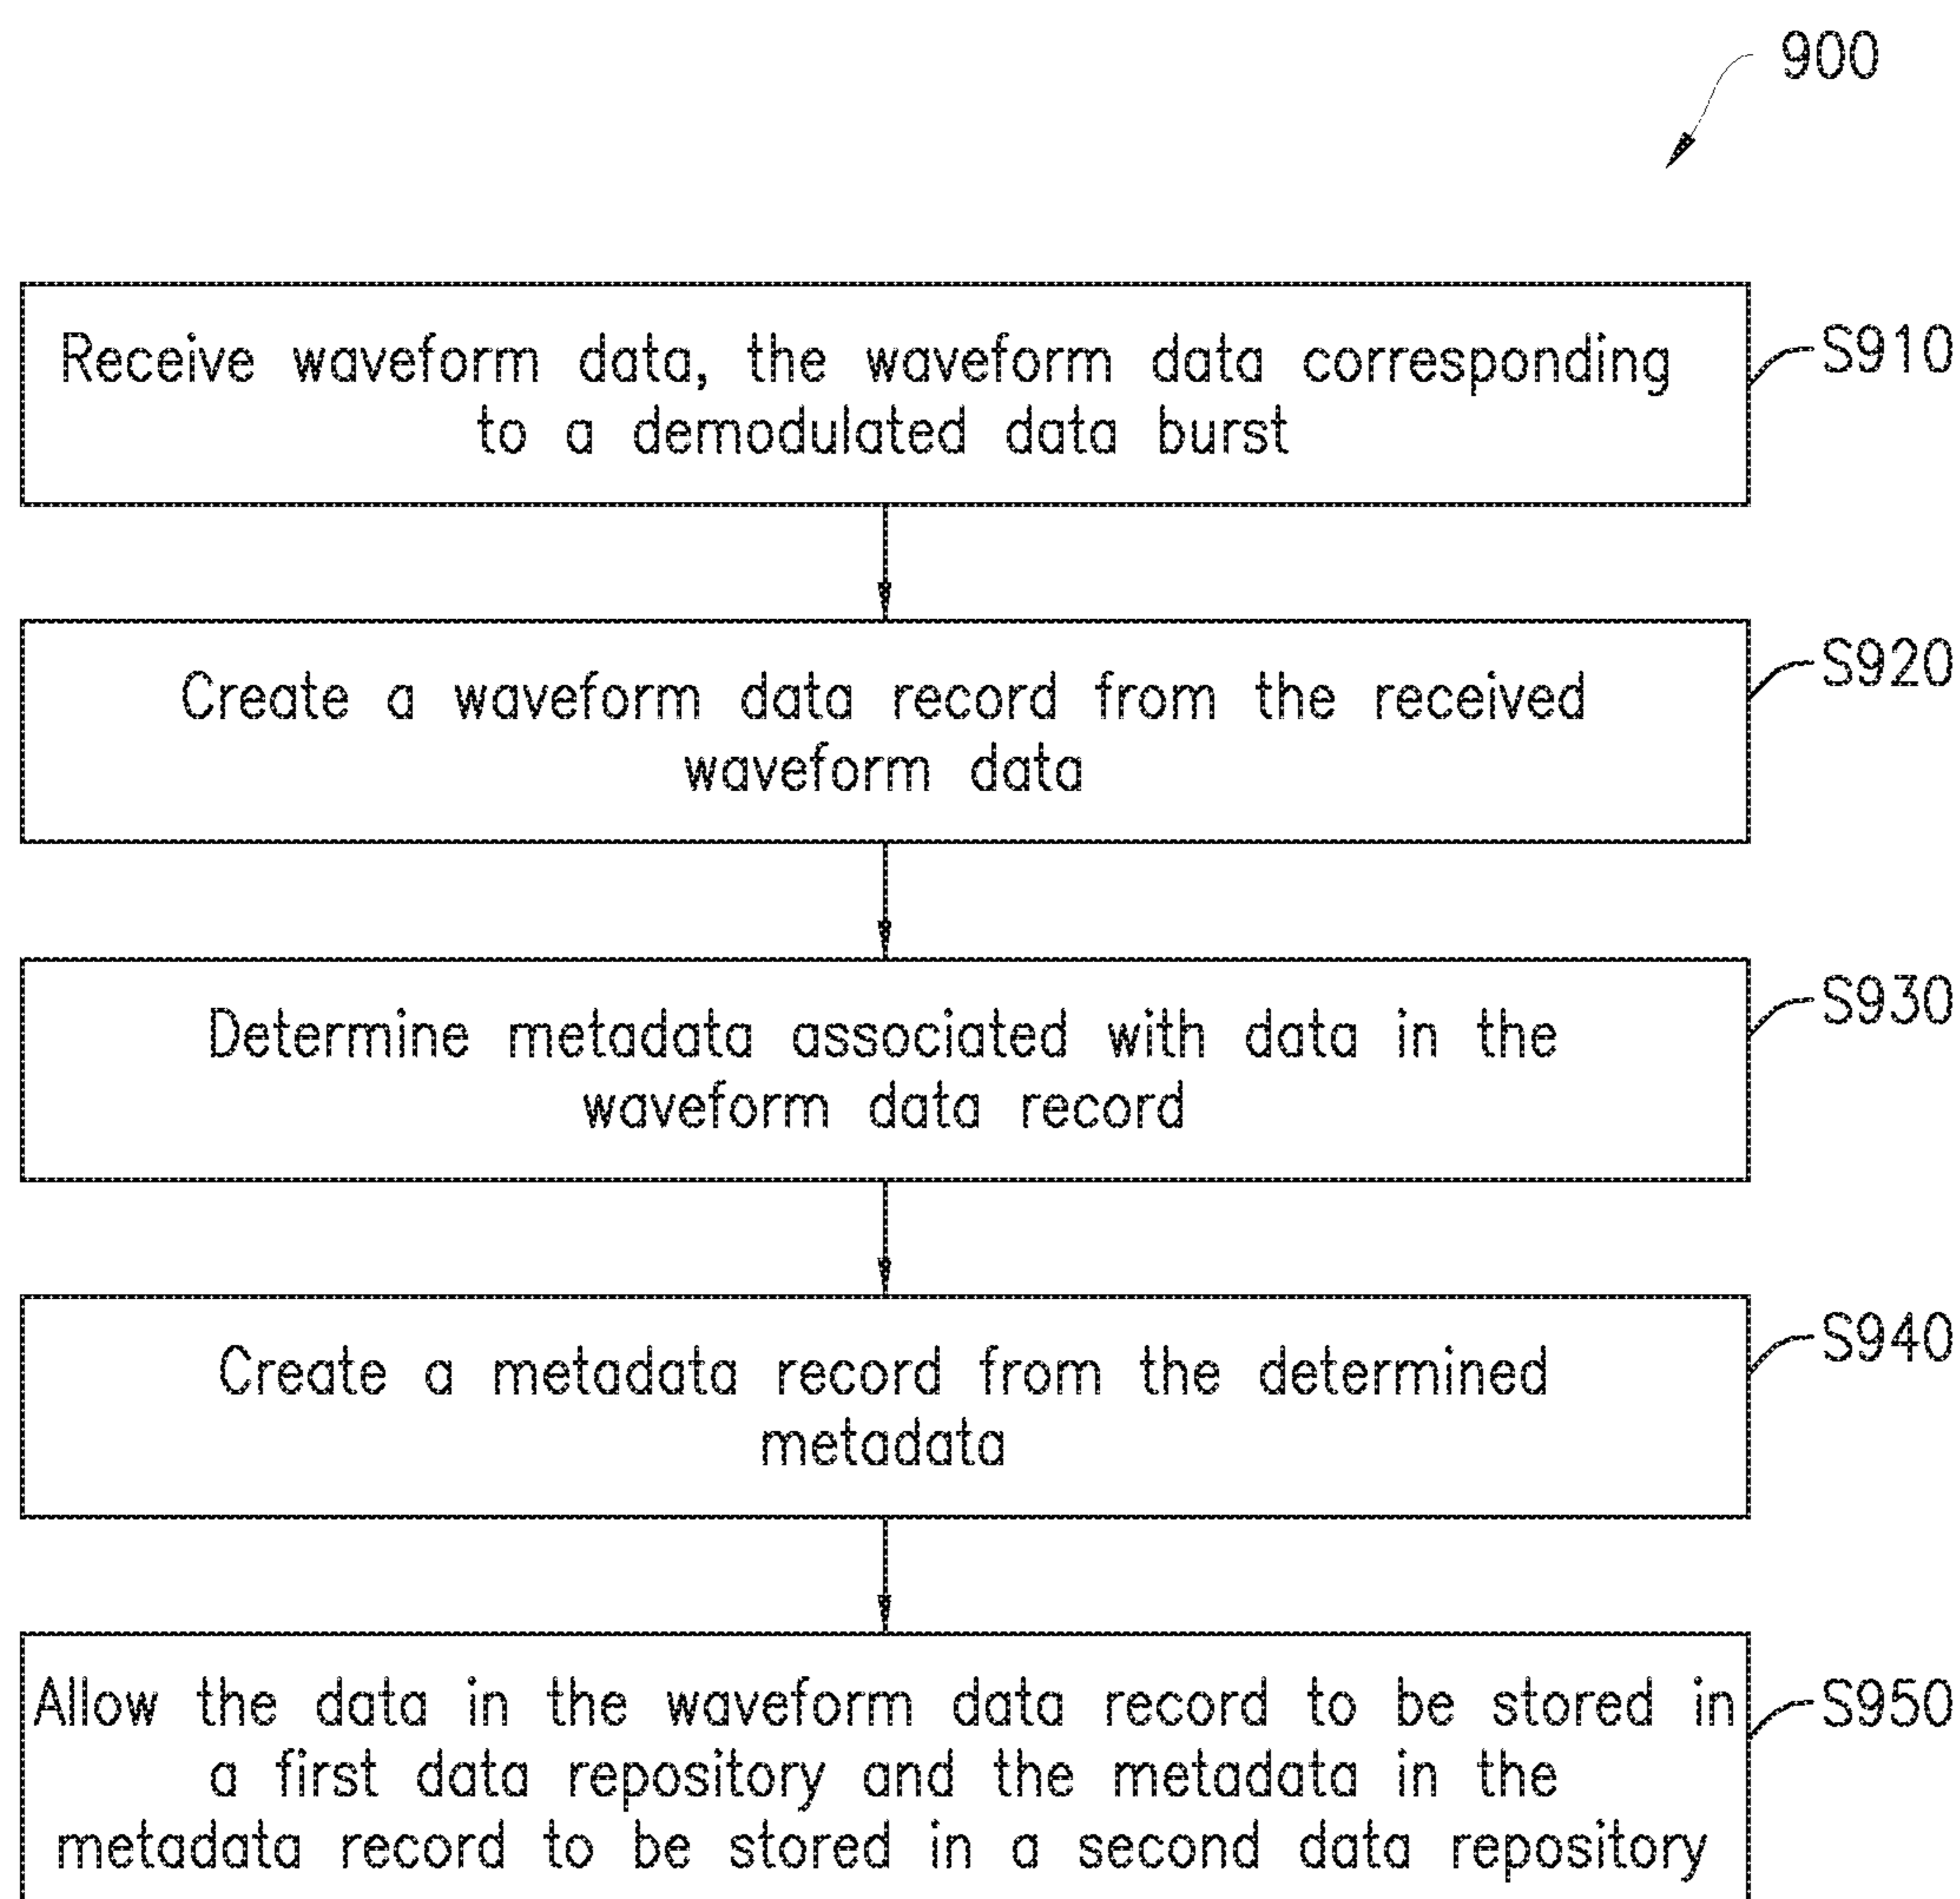 900
Receive waveform data, the waveform data corresponding
to a demodulated data burst
S910
Create a waveform data record from the received
waveform data
S920
Determine metadata associated with data in the
waveform data record
S930
Create a metadata record from the determined
metadata
S940
Allow the data in the waveform data record to be stored in
a first data repository and the metadata in the
metadata record to be stored in a second data repository
S950